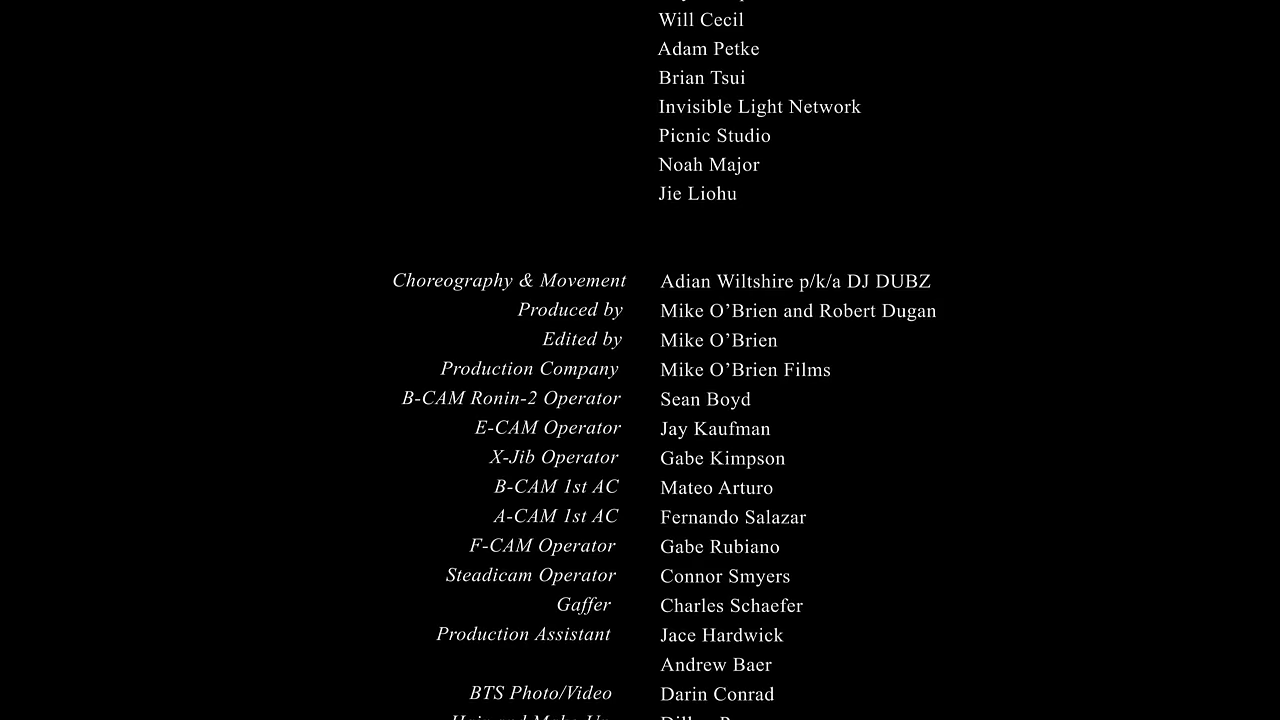 Will Cecil
Adam Petke
Brian Tsui
Invisible Light Network
Picnic Studio
Noah Major
Jie Liohu
Choreography & Movement Adian Wiltshire p/k/a DJ DUBZ
Produced by Mike O’Brien and Robert Dugan
Edited by Mike O’Brien
Production Company Mike O’Brien Films
B-CAM Ronin-2 Operator Sean Boyd
E-CAM Operator Jay Kaufman
X-Jib Operator Gabe Kimpson
B-CAM 1st AC Mateo Arturo
A-CAM 1st AC Fernando Salazar
F-CAM Operator Gabe Rubiano
Steadicam Operator Connor Smyers
Gaffer Charles Schaefer
Production Assistant Jace Hardwick
Andrew Baer
BTS Photo/Video Darin Conrad